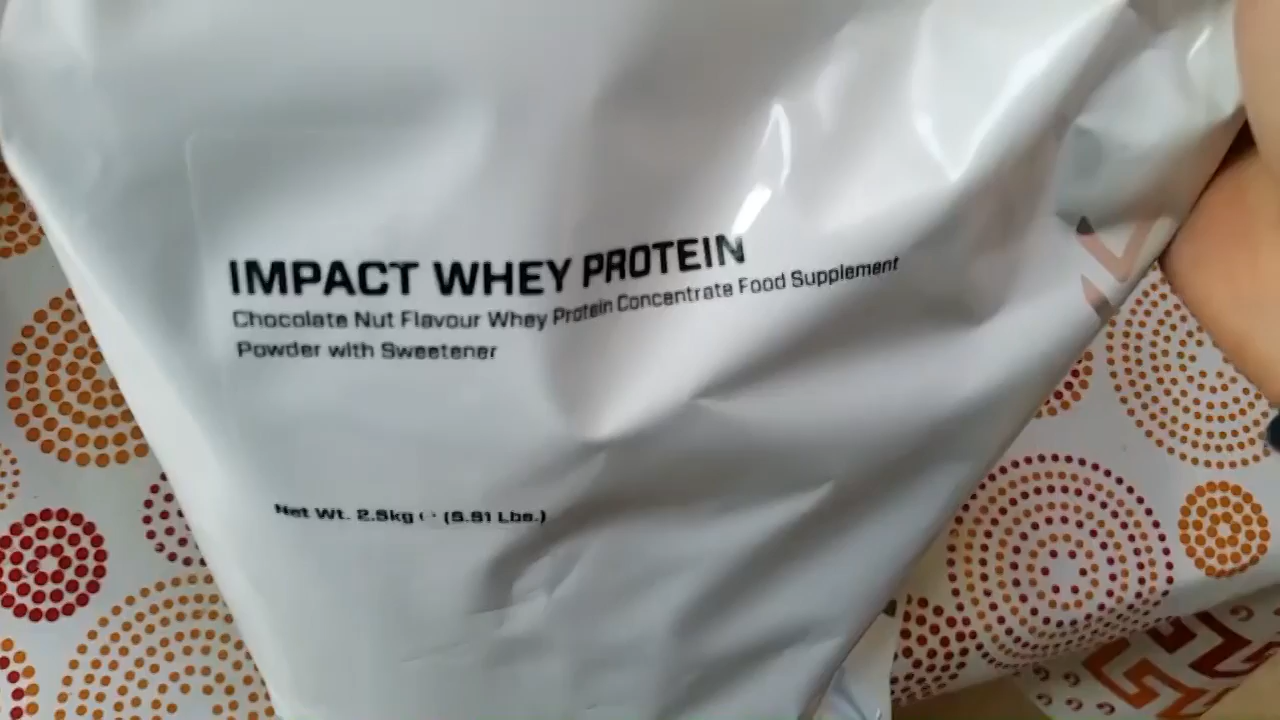 IMPACT WHEY PROTEIN
Chocolate Nut Flavour Whey Protein Concentrate Food Supplement
Powder with Sweetener
Net Wt. 2.5kg (5.51 Lbs.)